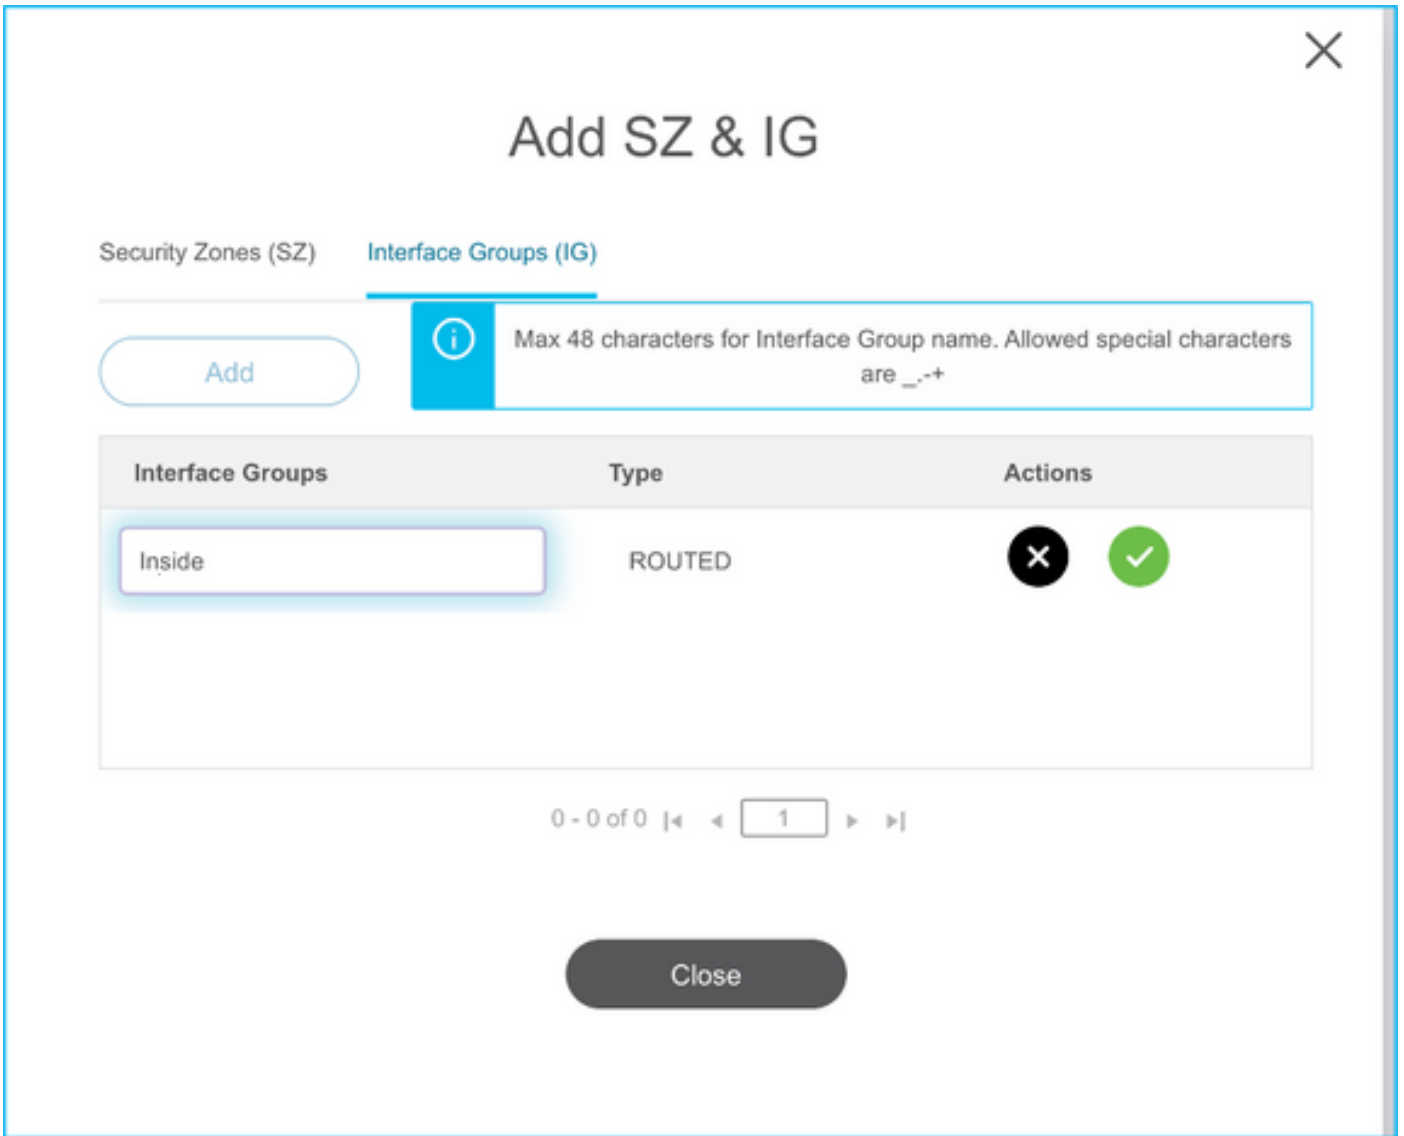 Add SZ & IG
Security Zones (SZ) Interface Groups (IG)
Add
Max 48 characters for Interface Group name. Allowed special characters
are _.-+
Interface Groups Type Actions
Inside ROUTED
0 - 0 of 0 1
Close